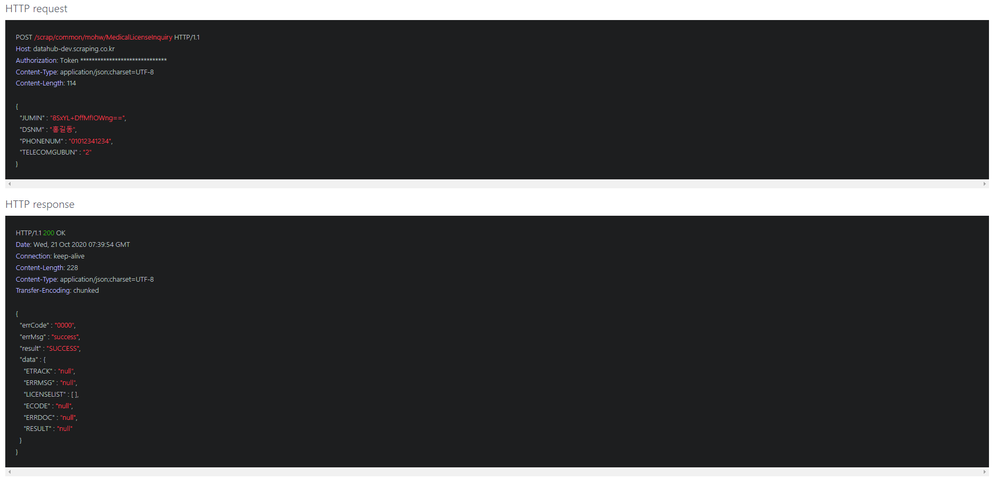 HTTP request
POST /scrap/common/mohw/MedicalLicenseInquiry HTTP/1.1
Host: datahub-dev.scraping.co.kr
Authorization: Token ******************************
Content-Type: application/json;charset=UTF-8
Content-Length: 114
{
"JUMIN" : "8SxYL+DffMfIOWng==",
"DSNM" : "홍길동",
"PHONENUM" : "01012341234",
"TELECOMGUBUN" : "2"
}
HTTP response
HTTP/1.1 200 OK
Date: Wed, 21 Oct 2020 07:39:54 GMT
Connection: keep-alive
Content-Length: 228
Content-Type: application/json;charset=UTF-8
Transfer-Encoding: chunked
{
"errCode" : "0000",
"errMsg" : "success",
"result" : "SUCCESS",
"data" : {
"ETRACK" : "null",
"ERRMSG" : "null",
"LICENSELIST" : [ ],
"ECODE" : "null",
"ERRDOC" : "null",
"RESULT" : "null"
}
}